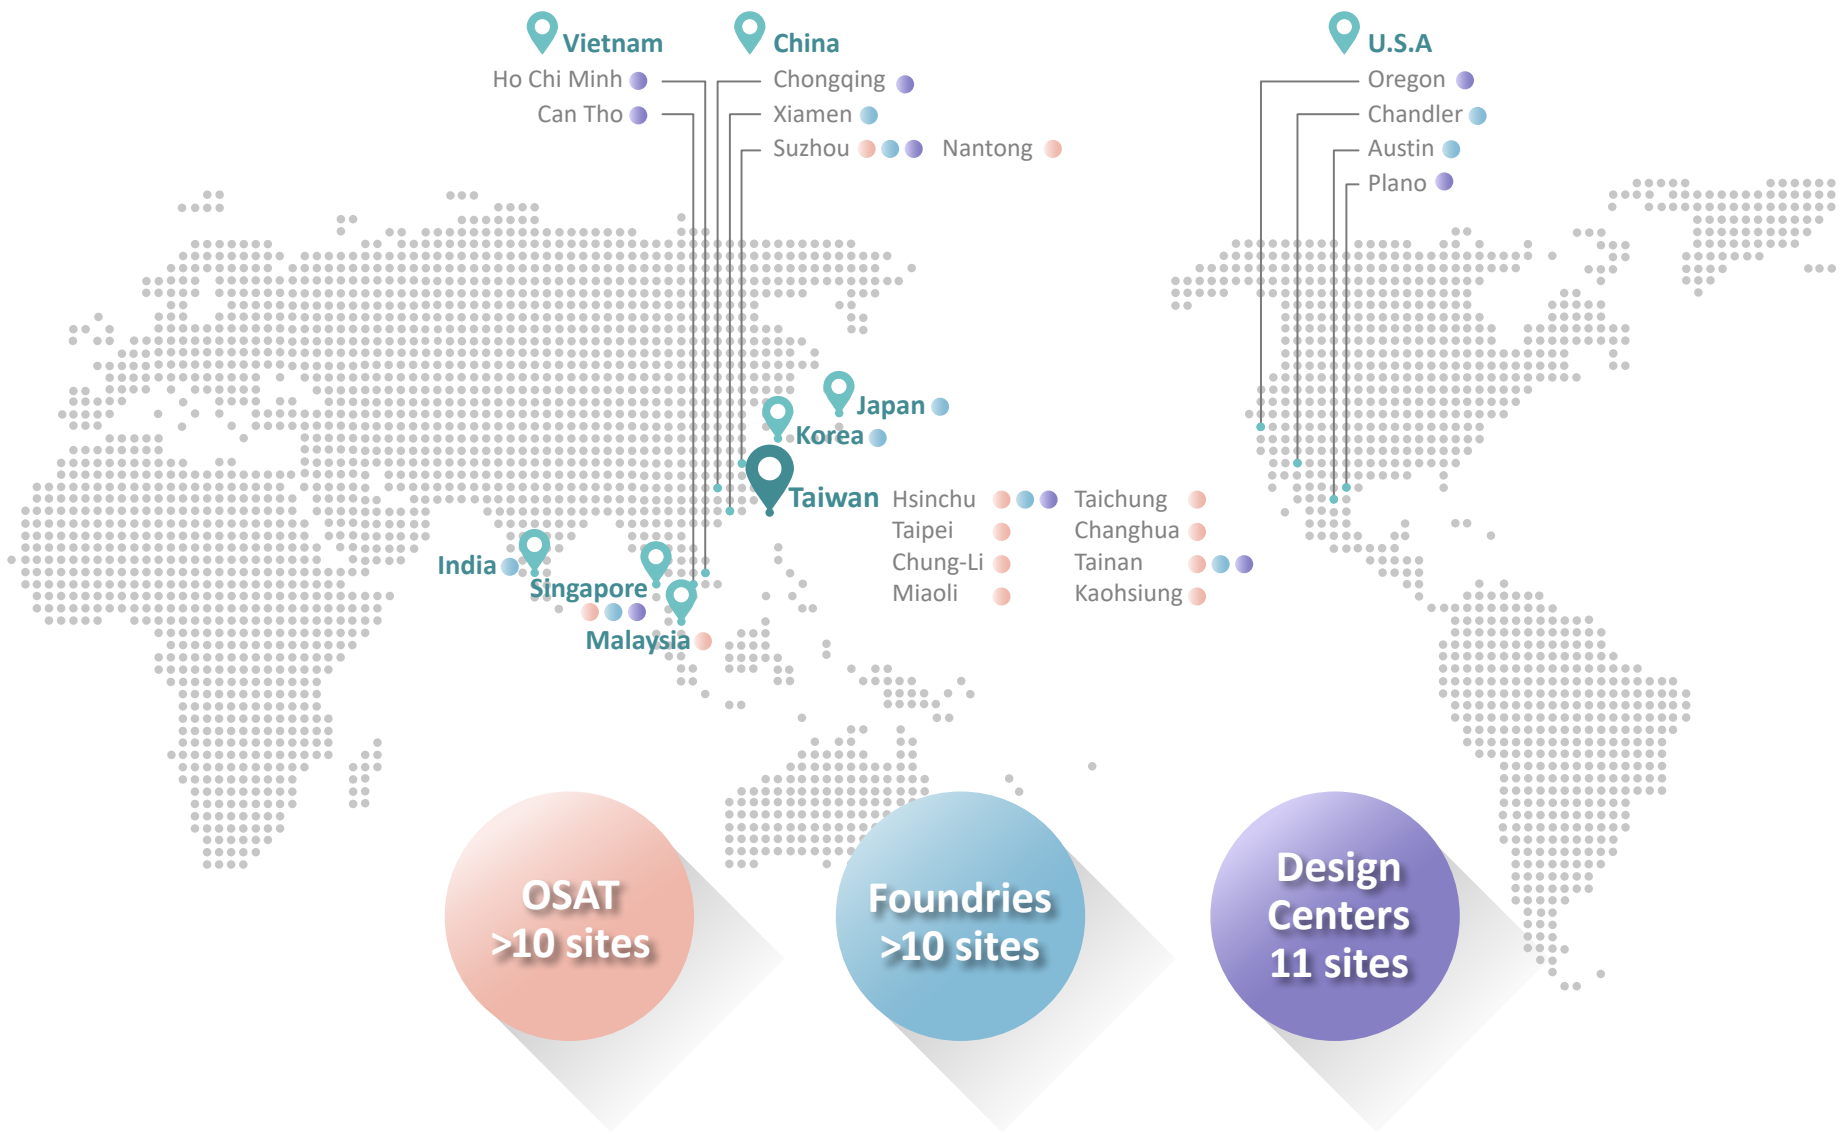 Vietnam
Ho Chi Minh
Can Tho
China
Chongqing
Xiamen
Suzhou Nantong
U.S.A
Oregon
Chandler
Austin
Plano
Japan
Korea
Taiwan
Hsinchu Taichung
Taipei Changhua
Chung-Li Tainan
Miaoli Kaohsiung
India
Singapore
Malaysia
OSAT
>10 sites
Foundries
>10 sites
Design
Centers
11 sites